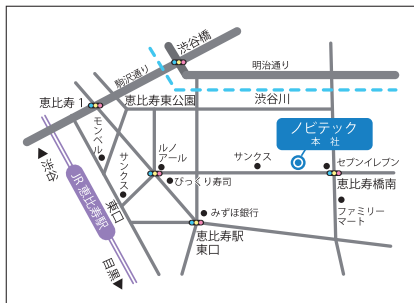 渋谷橋
明治通り
駒沢通り
恵比寿1
恵比寿東公園
渋谷川
モンベル
ノビテック
本 社
サンクス
ルノ
アール
サンクス
セブンイレブン
渋谷
びっくり寿司
恵比寿橋南
JR 恵比寿駅
東口
みずほ銀行
ファミリー
マート
恵比寿駅
東口
目黒